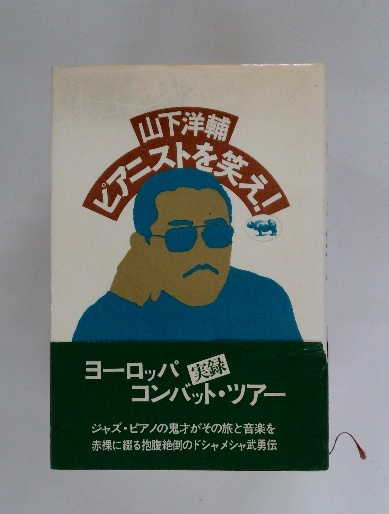 山下洋輔
ピアニストを笑え!
ヨーロッパ 実録
コンバット・ツアー
ジャズ・ピアノの鬼才がその旅と音楽を
赤裸に綴る抱腹絶倒のドシャメシャ武勇伝